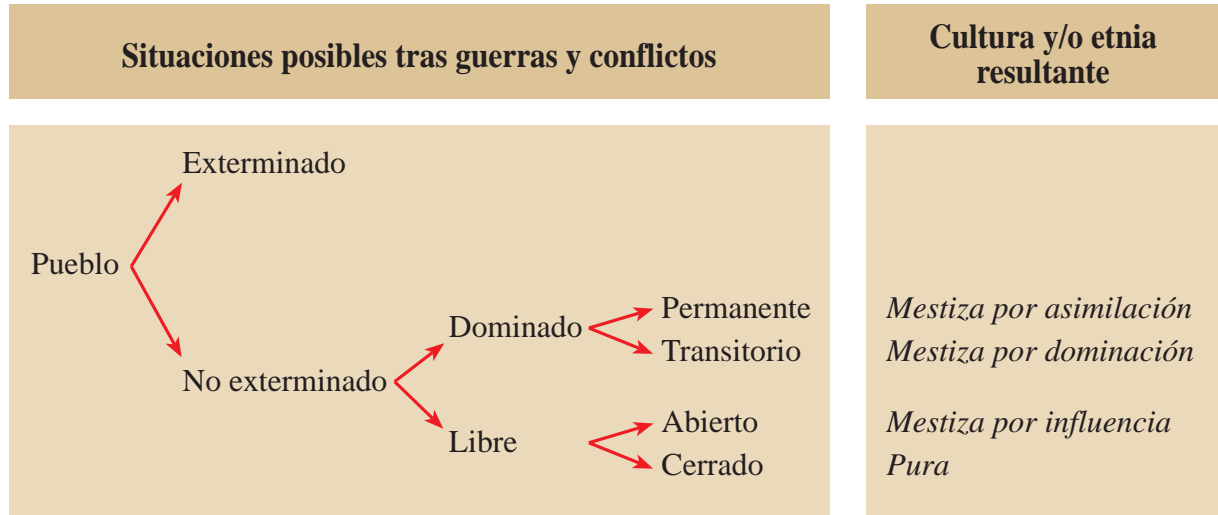 Situaciones posibles tras guerras y conflictos
Cultura y/o etnia
resultante
Exterminado
Pueblo
Permanente
Mestiza por asimilación
Dominado
Transitorio
Mestiza por dominación
No exterminado
Abierto
Mestiza por influencia
Libre
Cerrado
Pura